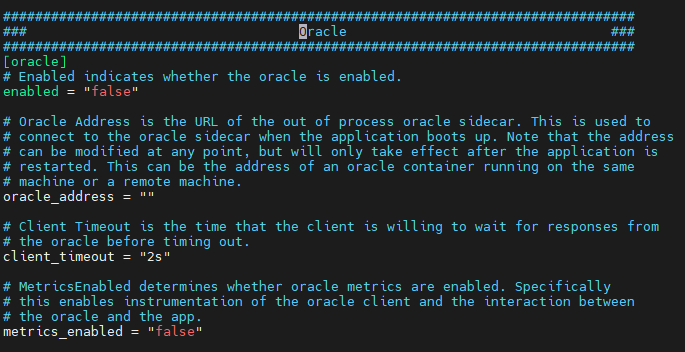 ###############################################################################
###                                  Oracle                                 ###
###############################################################################
[oracle]
# Enabled indicates whether the oracle is enabled.
enabled = "false"
# Oracle Address is the URL of the out of process oracle sidecar. This is used to
# connect to the oracle sidecar when the application boots up. Note that the address
# can be modified at any point, but will only take effect after the application is
# restarted. This can be the address of an oracle container running on the same
# machine or a remote machine.
oracle_address = ""
# Client Timeout is the time that the client is willing to wait for responses from
# the oracle before timing out.
client_timeout = "2s"
# MetricsEnabled determines whether oracle metrics are enabled. Specifically
# this enables instrumentation of the oracle client and the interaction between
# the oracle and the app.
metrics_enabled = "false"